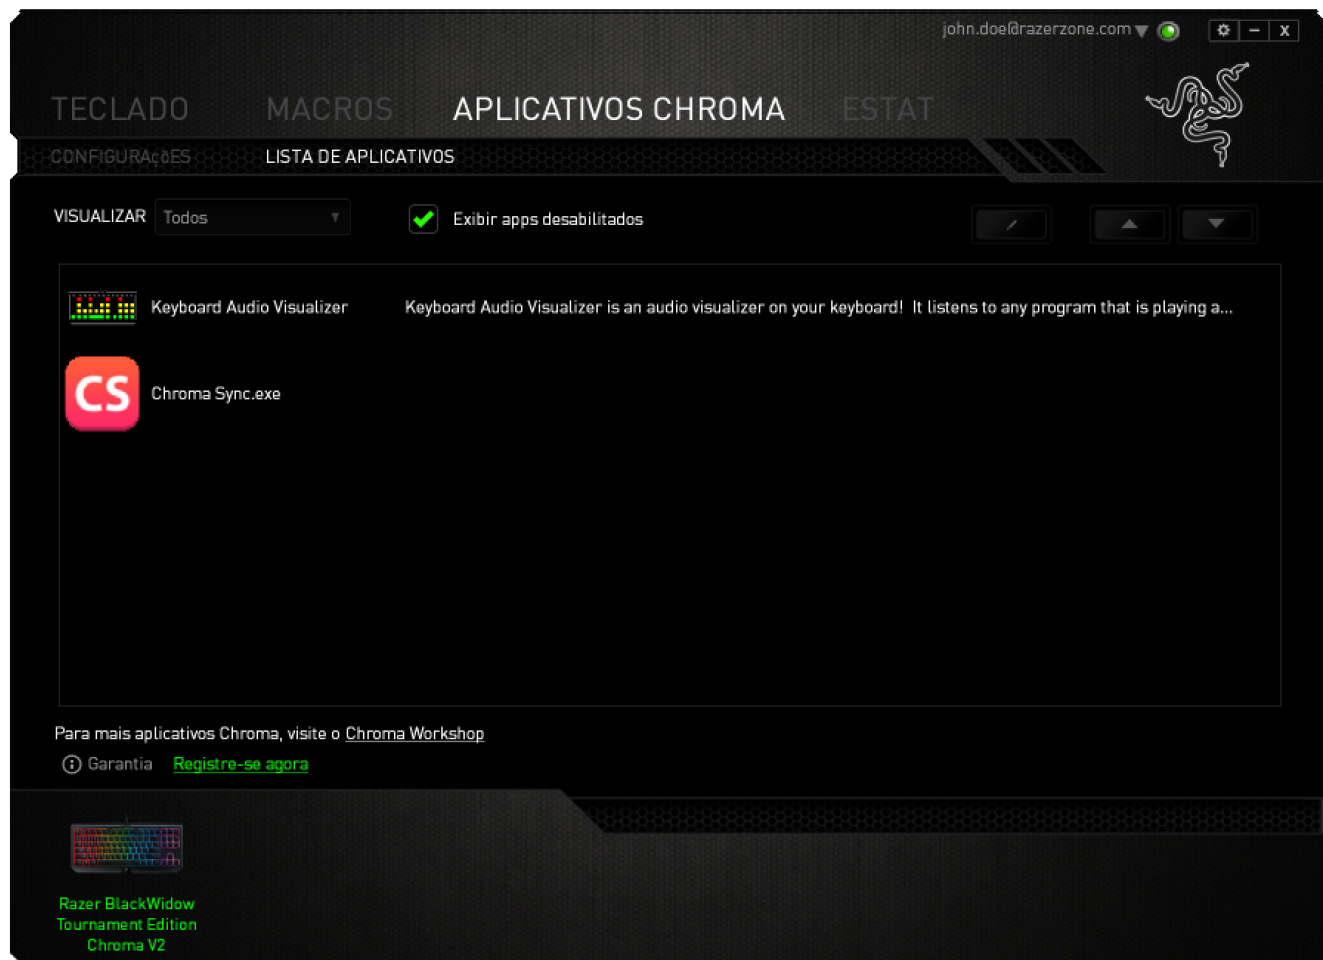 john.doe@razerzone.com
x
TECLADO MACROS APLICATIVOS CHROMA ESTAT
CONFIGURAçõES LISTA DE APLICATIVOS
VISUALIZAR Todos Exibir apps desabilitados
Keyboard Audio Visualizer Keyboard Audio Visualizer is an audio visualizer on your keyboard! It listens to any program that is playing a...
CS Chroma Sync.exe
Para mais aplicativos Chroma, visite o Chroma Workshop
Garantia Registre-se agora
Razer BlackWidow
Tournament Edition
Chroma V2